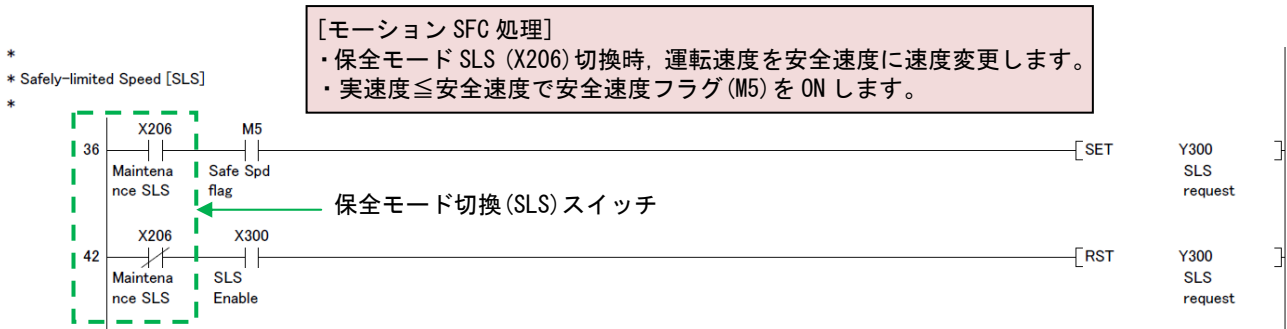 [モーション SFC 処理]
・保全モード SLS (X206)切換時, 運転速度を安全速度に速度変更します。
・実速度≦安全速度で安全速度フラグ(M5)を ON します。
*
* Safely-limited Speed [SLS]
*
X206 M5
36 SET Y300
Maintena Safe Spd SLS
nce SLS flag request
保全モード切換(SLS)スイッチ
X206 X300
42 RST Y300
Maintena SLS SLS
nce SLS Enable request